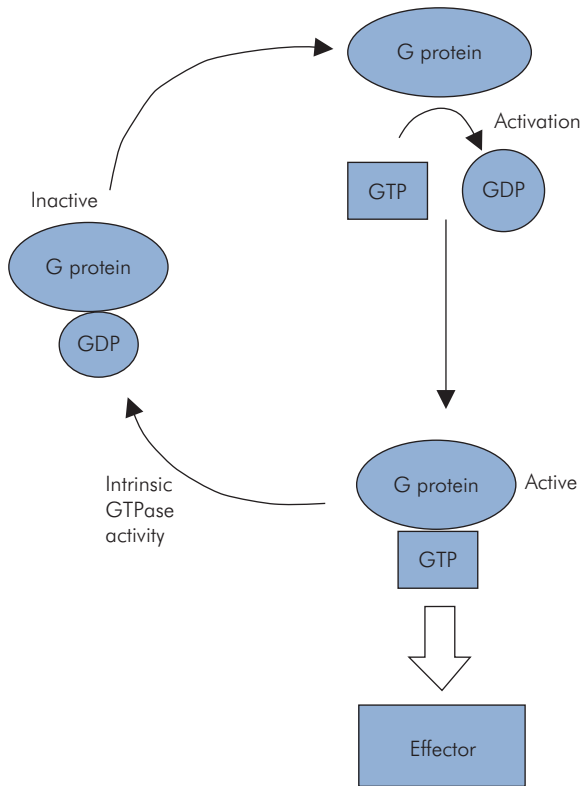 G protein
Activation
GTP
GDP
Inactive
G protein
GDP
Intrinsic
GTPase
activity
G protein
Active
GTP
Effector